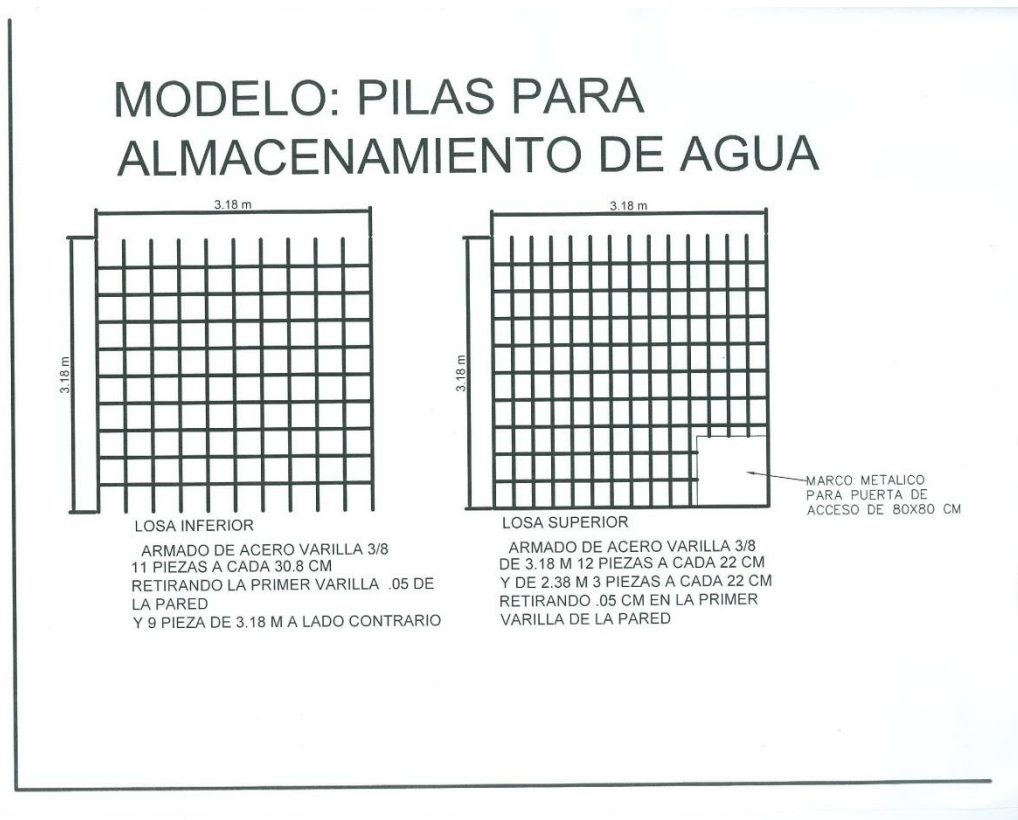 MODELO: PILAS PARA
ALMACENAMIENTO DE AGUA
3.18 m
3.18 m
LOSA INFERIOR
ARMADO DE ACERO VARILLA 3/8
11 PIEZAS A CADA 30.8 CM
RETIRANDO LA PRIMER VARILLA .05 DE
LA PARED
Y 9 PIEZA DE 3.18 M A LADO CONTRARIO
3.18 m
3.18 m
MARCO METALICO
PARA PUERTA DE
ACCESO DE 80X80 CM
LOSA SUPERIOR
ARMADO DE ACERO VARILLA 3/8
DE 3.18 M 12 PIEZAS A CADA 22 CM
Y DE 2.38 M 3 PIEZAS A CADA 22 CM
RETIRANDO .05 CM EN LA PRIMER
VARILLA DE LA PARED